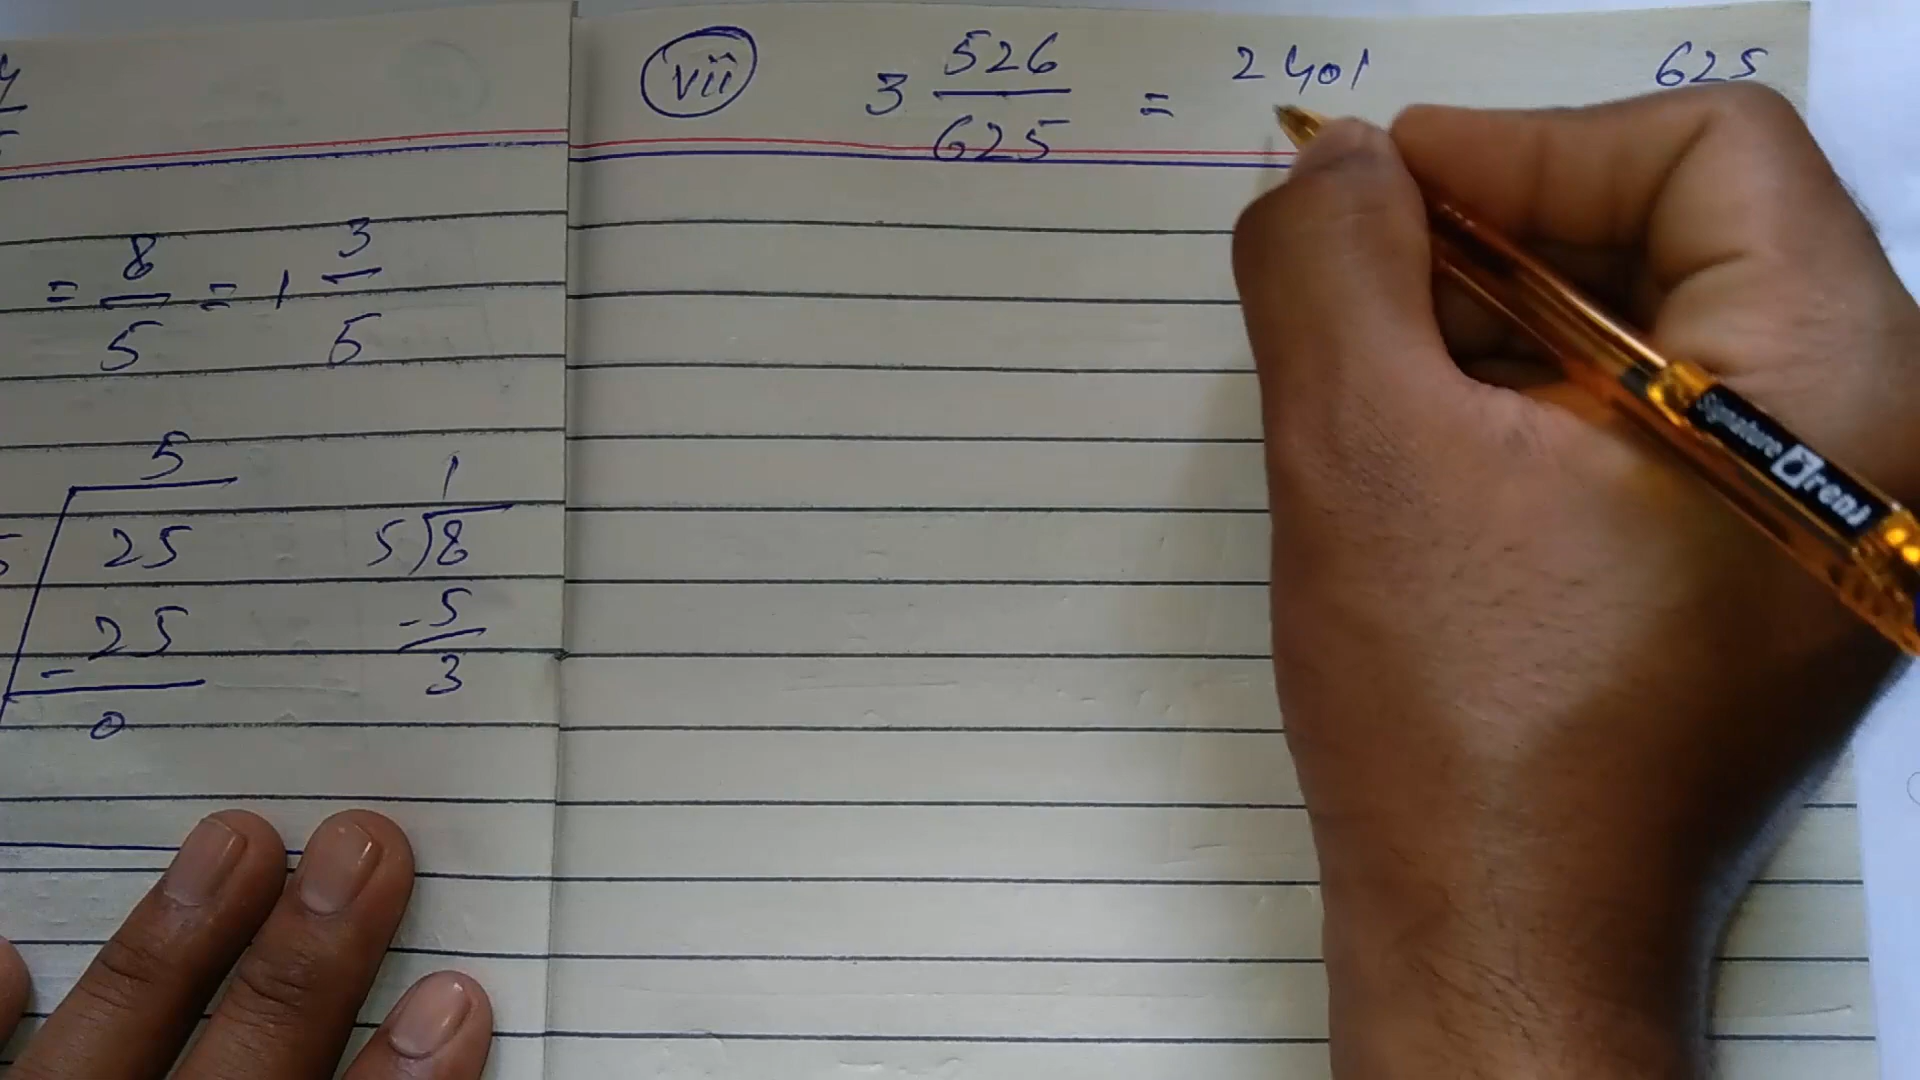 = 8/5 = 1 3/5
5
25
- 25
0
1
5)8
- 5
3
vii 3 526/625 = 2401 625
Signature